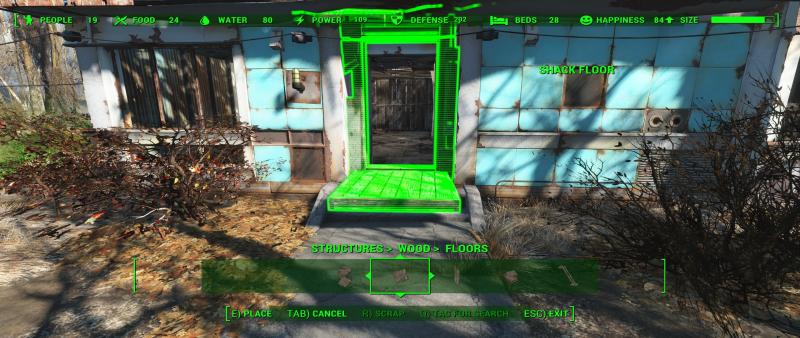 PEOPLE 19 FOOD 24 WATER 80 POWER 109 DEFENSE 202 BEDS 28 HAPPINESS 84 SIZE
SHACK FLOOR
STRUCTURES > WOOD > FLOORS
E) PLACE TAB) CANCEL R) SCRAP TAG FOR SEARCH ESC) EXIT